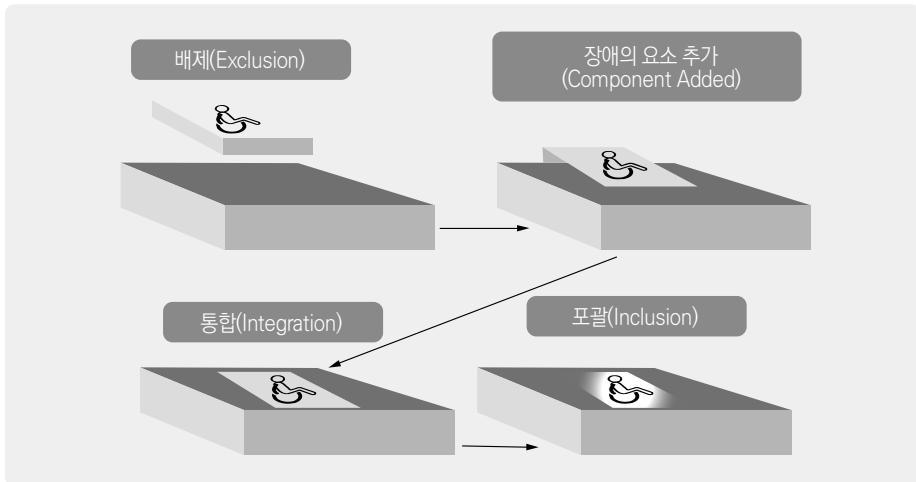 배제(Exclusion)
장애의 요소 추가
(Component Added)
통합(Integration)
포괄(Inclusion)